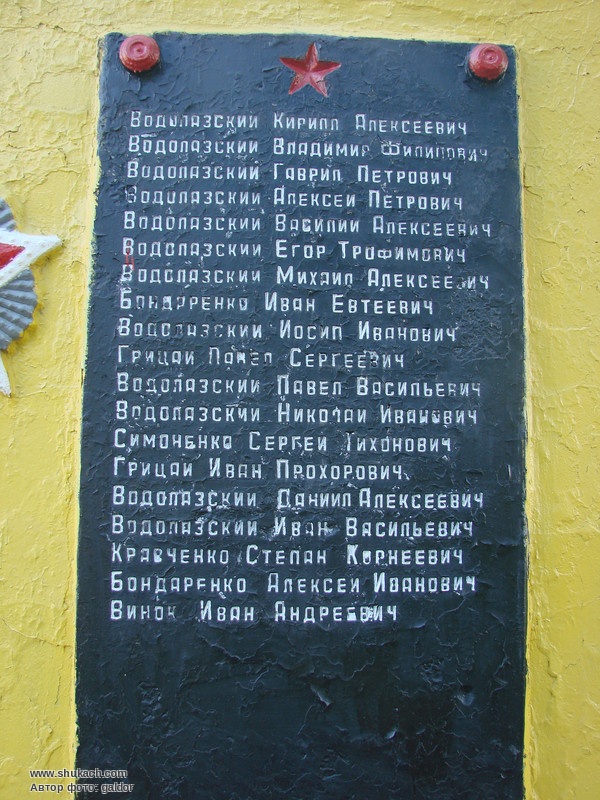 Водолазский Кирилл Алексеевич
Водолазский Владимир Филипович
Водолазский Гаврил Петрович
Водолазский Алексей Петрович
Водолазский Василий Алексеевич
Водолазский Егор Трофимович
Водолазский Михаил Алексеевич
Бондаренко Иван Евтеевич
Водолазский Иосип Иванович
Грицай Павел Сергеевич
Водолазский Павел Васильевич
Водолазский Николай Иванович
Симоненко Сергей Тихонович
Грицай Иван Прохорович
Водолазский Даниил Алексеевич
Водолазский Иван Васильевич
Кравченко Степан Корнеевич
Бондаренко Алексей Иванович
Винок Иван Андреевич
www.shukach.com
Автор фото: galdor